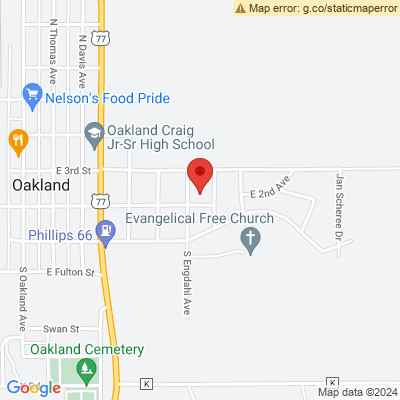 Map error: g.co/staticmaperror
77
N Thomas Ave
N Davis Ave
Nelson's Food Pride
Oakland Craig
Jr-Sr High School
E 3rd St
Oakland
77
E 2nd Ave
Jan Scheree Dr.
Evangelical Free Church
Phillips 66
S Engdahl Ave
E Fulton St
S Oakland Ave
Swan St
Oakland Cemetery
Google
K
K
Map data ©2024